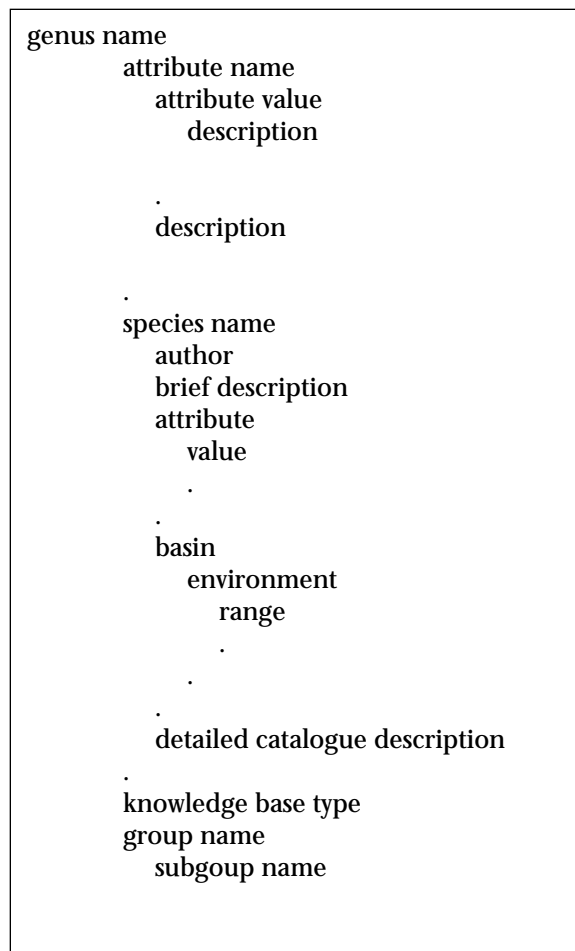 genus name
attribute name
attribute value
description
.
description
.
species name
author
brief description
attribute
value
.
.
basin
environment
range
.
.
.
detailed catalogue description
.
knowledge base type
group name
subgoup name